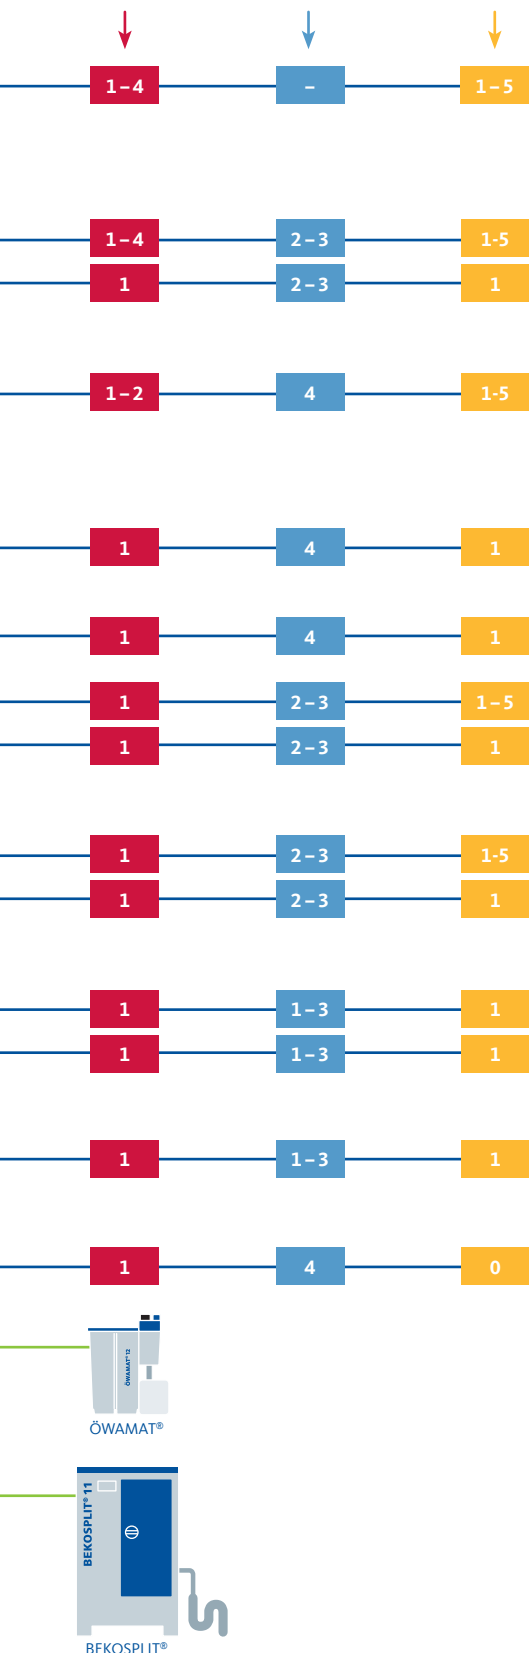 1–4 – 1–5
1–4 2–3 1-5
1 2–3 1
1–2 4 1-5
1 4 1
1 4 1
1 2–3 1–5
1 2–3 1
1 2–3 1-5
1 2–3 1
1 1–3 1
1 1–3 1
1 1–3 1
1 4 0
ÖWAMAT® 12
ÖWAMAT®
BEKOSPLIT® 11
BEKOSPLIT®